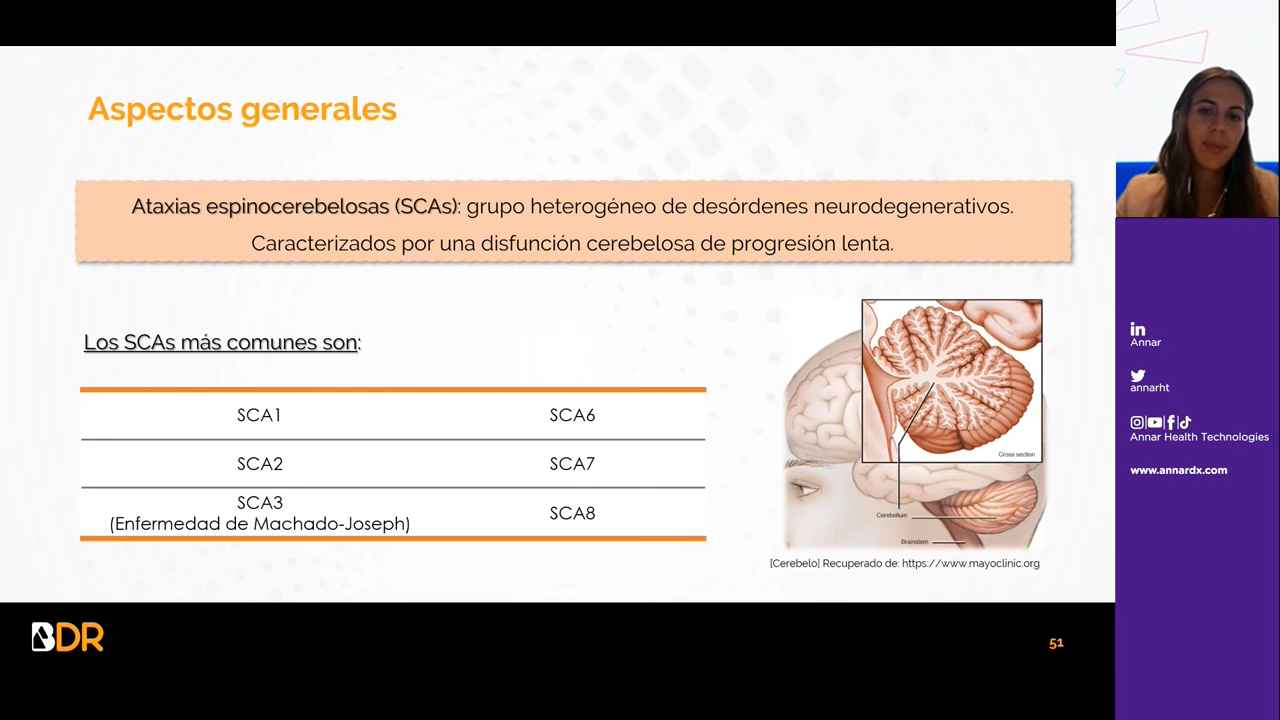 Aspectos generales
Ataxias espinocerebelosas (SCAs): grupo heterogéneo de desórdenes neurodegenerativos.
Caracterizados por una disfunción cerebelosa de progresión lenta.
Los SCAs más comunes son:
SCA1 SCA6
SCA2 SCA7
SCA3
(Enfermedad de Machado-Joseph) SCA8
Cross section
Cerebellum
Brainstem
[Cerebelo] Recuperado de: https://www.mayoclinic.org
BDR
51
in
Annar
annarht
Annar Health Technologies
www.annardx.com